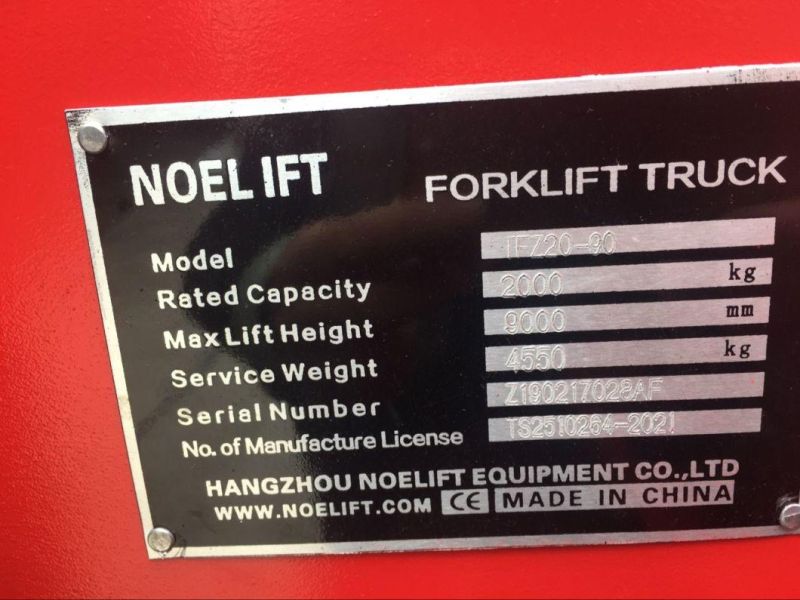 NOELIFT FORKLIFT TRUCK
Model TFZ20-90
Rated Capacity 2000 kg
Max Lift Height 9000 mm
Service Weight 4550 kg
Serial Number Z190217028AF
No. of Manufacture License TS2510264-2021
HANGZHOU NOELIFT EQUIPMENT CO.,LTD
WWW.NOELIFT.COM CE MADE IN CHINA